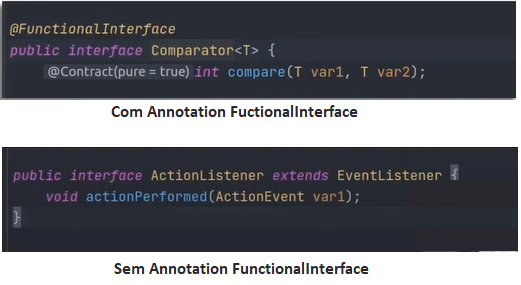 @FunctionalInterface
public interface Comparator<T> {
@Contract(pure = true) int compare(T var1, T var2);
Com Annotation FuctionalInterface
public interface ActionListener extends EventListener {
void actionPerformed(ActionEvent var1);
}
Sem Annotation FunctionalInterface